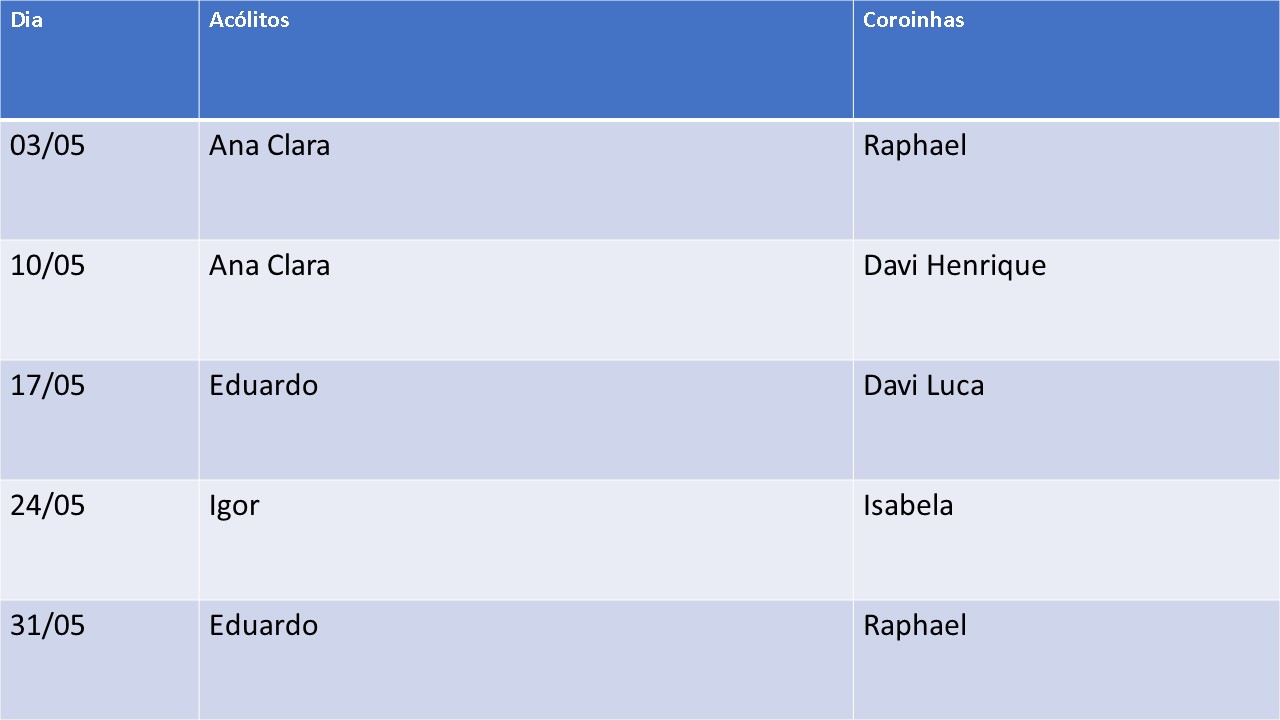 Dia Acólitos Coroinhas
03/05 Ana Clara Raphael
10/05 Ana Clara Davi Henrique
17/05 Eduardo Davi Luca
24/05 Igor Isabela
31/05 Eduardo Raphael